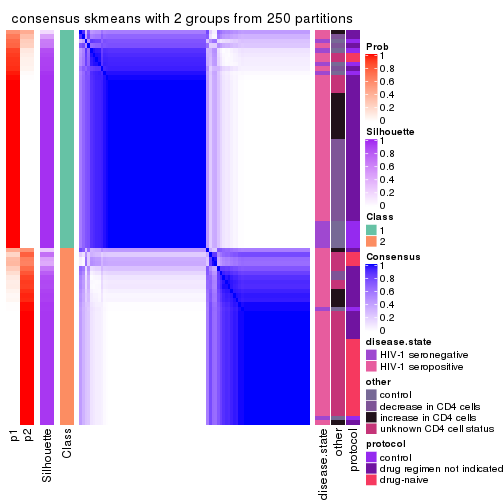 consensus skmeans with 2 groups from 250 partitions
Prob
1
0.8
0.6
0.4
0.2
0
Silhouette
1
0.8
0.6
0.4
0.2
0
Class
1
2
Consensus
1
0.8
0.6
0.4
0.2
0
disease.state
HIV-1 seronegative
HIV-1 seropositive
other
control
decrease in CD4 cells
increase in CD4 cells
unknown CD4 cell status
protocol
control
drug regimen not indicated
drug-naive
p1
p2
Silhouette
Class
disease.state
other
protocol